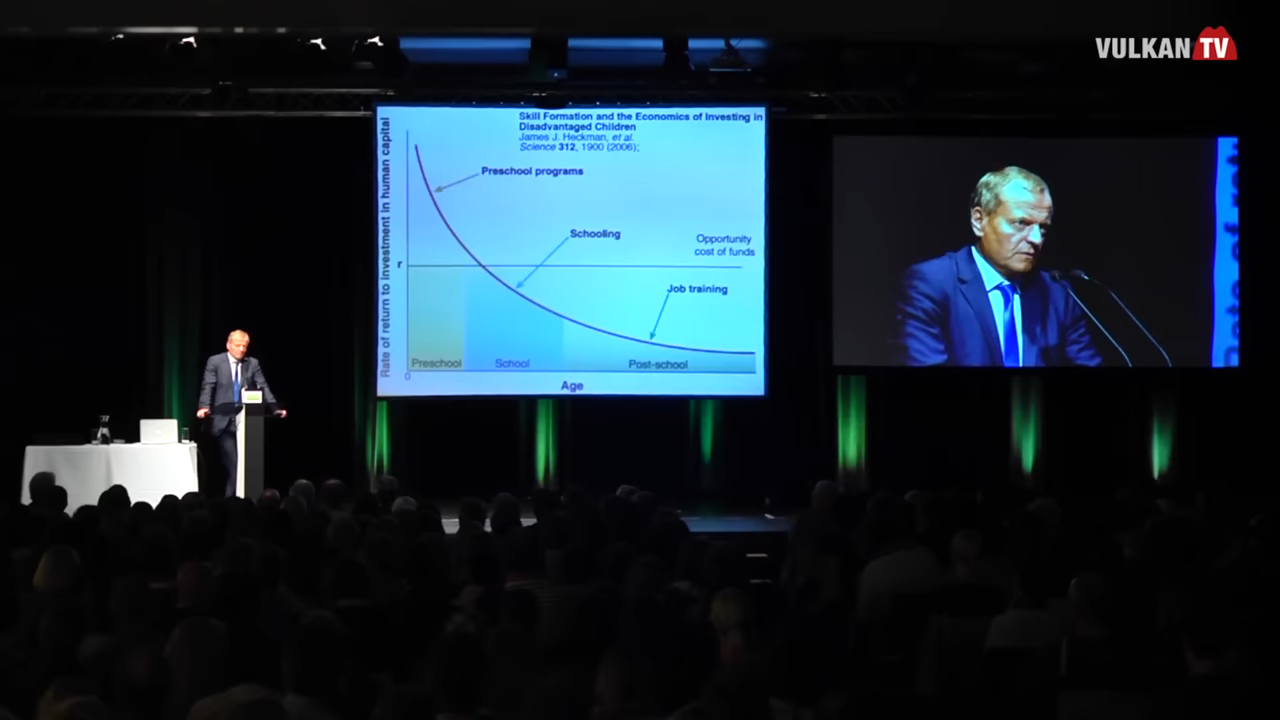 VULKAN TV
Skill Formation and the Economics of Investing in
Disadvantaged Children
James J. Heckman, et al.
Science 312, 1900 (2006);
Rate of return to investment in human capital
Preschool programs
Schooling
Opportunity
cost of funds
r
Job training
Preschool
School
Post-school
0
Age